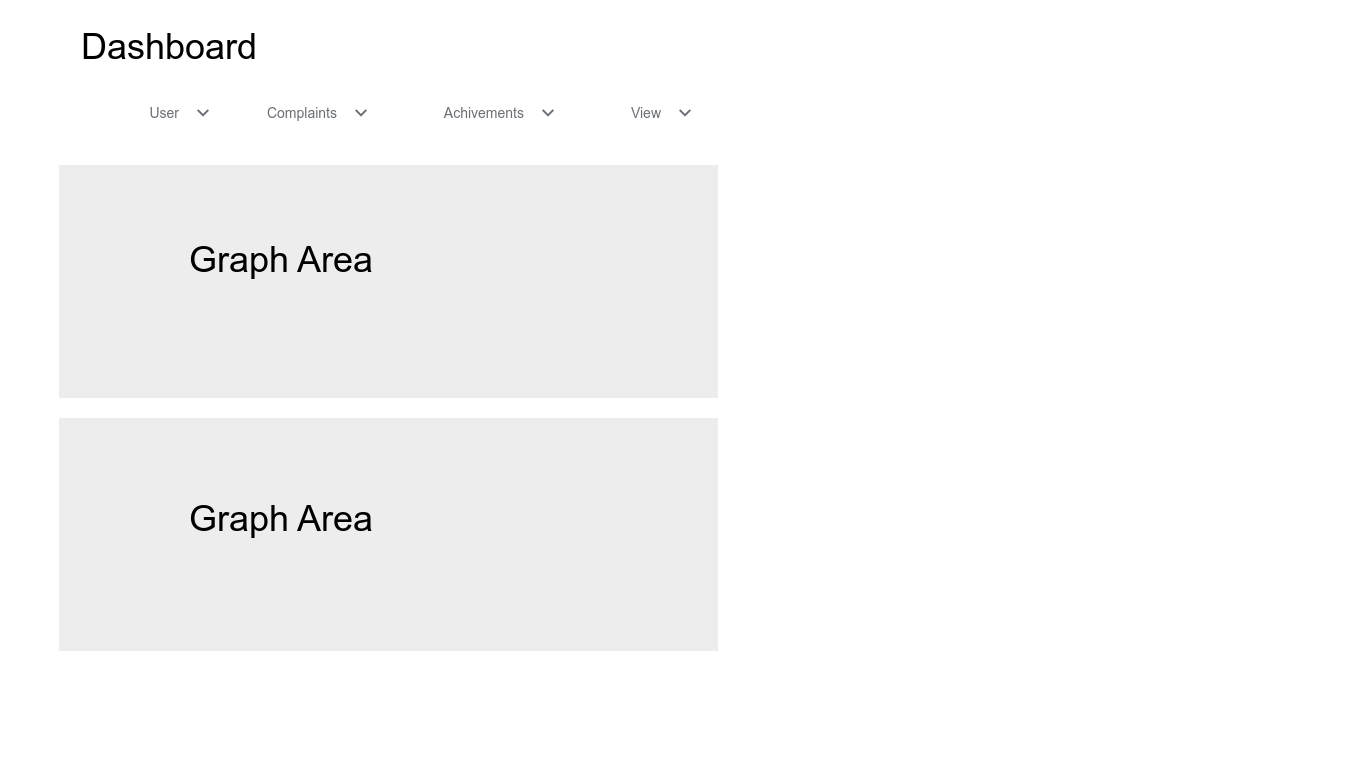 Dashboard
User Complaints Achivements View
Graph Area
Graph Area